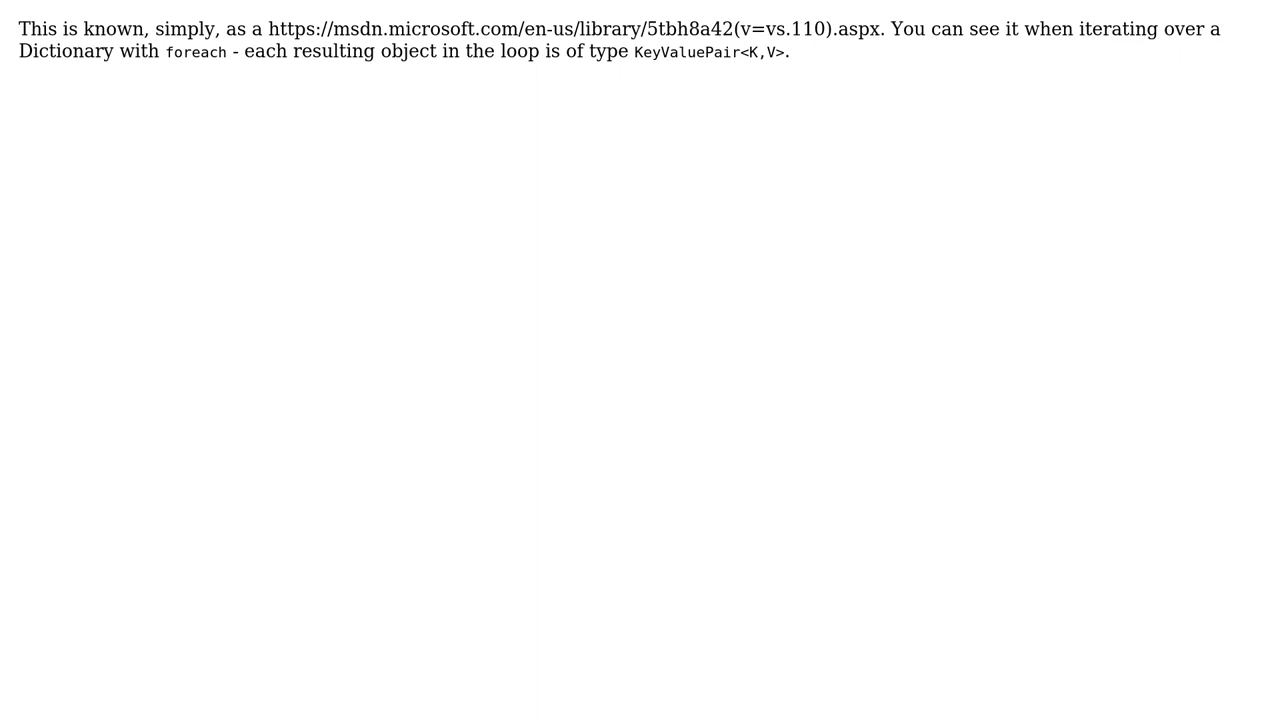 This is known, simply, as a https://msdn.microsoft.com/en-us/library/5tbh8a42(v=vs.110).aspx. You can see it when iterating over a
Dictionary with foreach - each resulting object in the loop is of type KeyValuePair<K,V>.